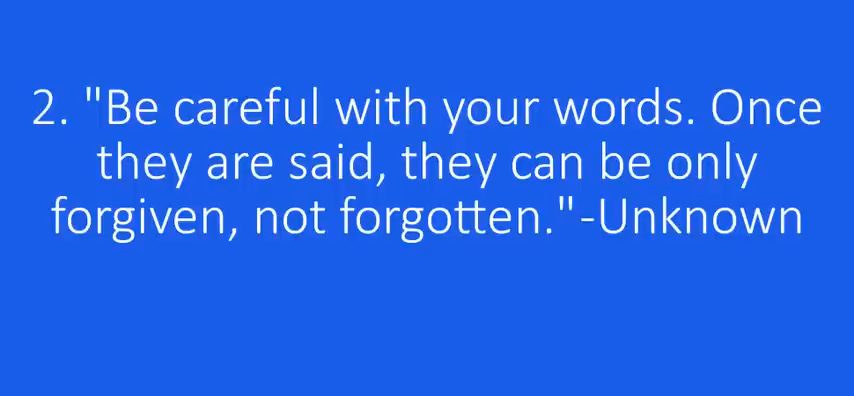 2. "Be careful with your words. Once
they are said, they can be only
forgiven, not forgotten."-Unknown